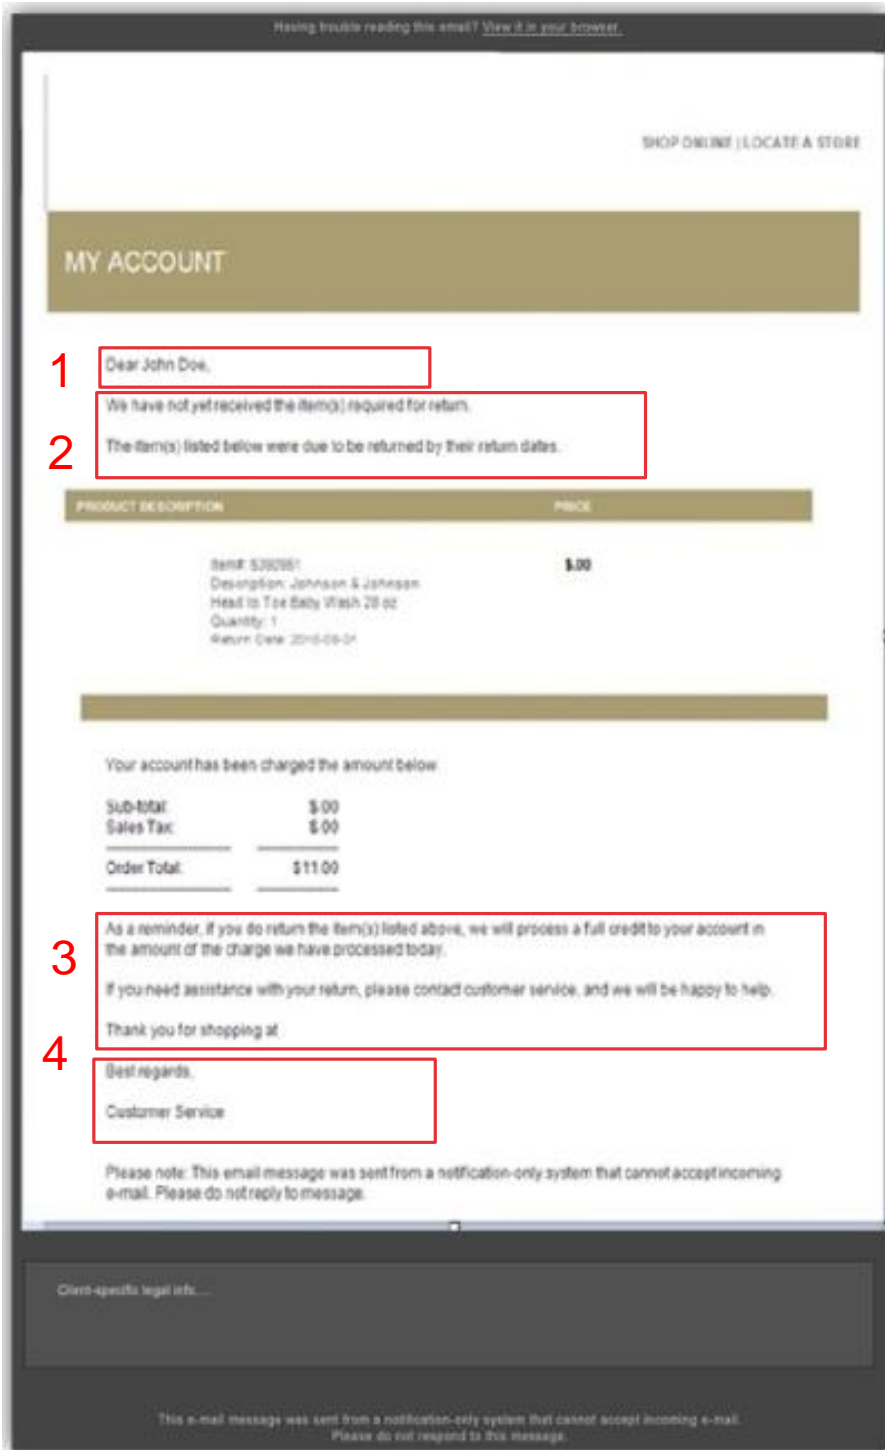 Having trouble reading this email? View it in your browser.
SHOP ONLINE | LOCATE A STORE
MY ACCOUNT
1
Dear John Doe,
We have not yet received the item(s) required for return.
2
The item(s) listed below were due to be returned by their return dates.
PRODUCT DESCRIPTION PRICE
Item#: $.00
Description: Johnson & Johnson
Head to Toe Baby Wash 28 oz
Quantity: 1
Return Date:
Your account has been charged the amount below
Sub-total: $.00
Sales Tax: $.00
Order Total: $11.00
As a reminder, if you do return the item(s) listed above, we will process a full credit to your account in
3
the amount of the charge we have processed today.
If you need assistance with your return, please contact customer service, and we will be happy to help.
Thank you for shopping at
4
Best regards,
Customer Service
Please note: This email message was sent from a notification-only system that cannot accept incoming
e-mail. Please do not reply to message.
Client-specific legal info....
This e-mail message was sent from a notification-only system that cannot accept incoming e-mail.
Please do not respond to this message.